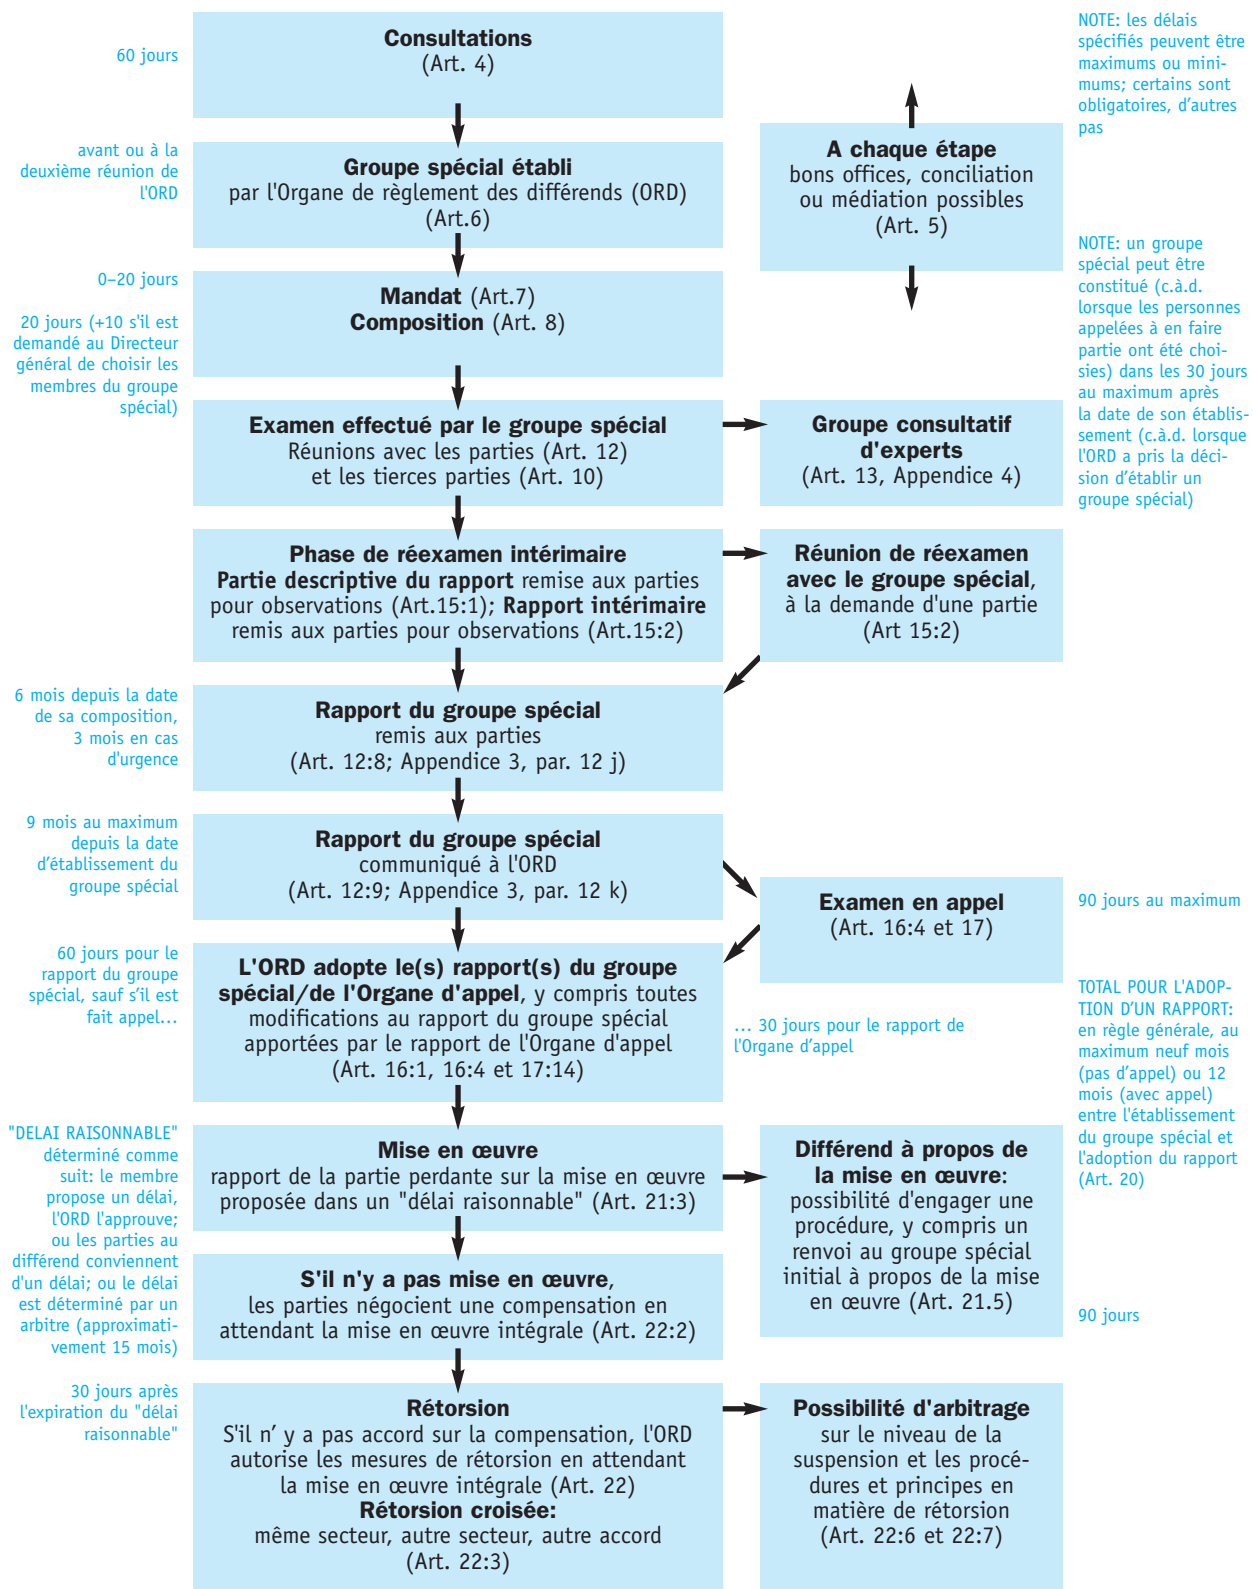 60 jours
Consultations
(Art. 4)
NOTE: les délais
spécifiés peuvent être
maximums ou mini-
mums; certains sont
obligatoires, d’autres
pas
avant ou à la
deuxième réunion de
l'ORD
Groupe spécial établi
par l'Organe de règlement des différends (ORD)
(Art.6)
A chaque étape
bons offices, conciliation
ou médiation possibles
(Art. 5)
0–20 jours
20 jours (+10 s'il est
demandé au Directeur
général de choisir les
membres du groupe
spécial)
Mandat (Art.7)
Composition (Art. 8)
NOTE: un groupe
spécial peut être
constitué (c.à.d.
lorsque les personnes
appelées à en faire
partie ont été choi-
sies) dans les 30 jours
au maximum après
la date de son établis-
sement (c.à.d. lorsque
l'ORD a pris la déci-
sion d’établir un
groupe spécial)
Examen effectué par le groupe spécial
Réunions avec les parties (Art. 12)
et les tierces parties (Art. 10)
Groupe consultatif
d'experts
(Art. 13, Appendice 4)
Phase de réexamen intérimaire
Partie descriptive du rapport remise aux parties
pour observations (Art.15:1); Rapport intérimaire
remis aux parties pour observations (Art.15:2)
Réunion de réexamen
avec le groupe spécial,
à la demande d'une partie
(Art 15:2)
6 mois depuis la date
de sa composition,
3 mois en cas
d'urgence
Rapport du groupe spécial
remis aux parties
(Art. 12:8; Appendice 3, par. 12 j)
9 mois au maximum
depuis la date
d’établissement du
groupe spécial
Rapport du groupe spécial
communiqué à l'ORD
(Art. 12:9; Appendice 3, par. 12 k)
Examen en appel
(Art. 16:4 et 17)
90 jours au maximum
60 jours pour le
rapport du groupe
spécial, sauf s’il est
fait appel…
L'ORD adopte le(s) rapport(s) du groupe
spécial/de l'Organe d'appel, y compris toutes
modifications au rapport du groupe spécial
apportées par le rapport de l'Organe d'appel
(Art. 16:1, 16:4 et 17:14)
… 30 jours pour le rapport de
l'Organe d’appel
TOTAL POUR L'ADOP-
TION D’UN RAPPORT:
en règle générale, au
maximum neuf mois
(pas d’appel) ou 12
mois (avec appel)
entre l'établissement
du groupe spécial et
l'adoption du rapport
(Art. 20)
"DELAI RAISONNABLE"
déterminé comme
suit: le membre
propose un délai,
l'ORD l'approuve;
ou les parties au
différend conviennent
d'un délai; ou le délai
est déterminé par un
arbitre (approximati-
vement 15 mois)
Mise en œuvre
rapport de la partie perdante sur la mise en œuvre
proposée dans un "délai raisonnable" (Art. 21:3)
Différend à propos de
la mise en œuvre:
possibilité d'engager une
procédure, y compris un
renvoi au groupe spécial
initial à propos de la mise
en œuvre (Art. 21.5)
S'il n'y a pas mise en œuvre,
les parties négocient une compensation en
attendant la mise en œuvre intégrale (Art. 22:2)
90 jours
30 jours après
l'expiration du "délai
raisonnable"
Rétorsion
S'il n’ y a pas accord sur la compensation, l'ORD
autorise les mesures de rétorsion en attendant
la mise en œuvre intégrale (Art. 22)
Rétorsion croisée:
même secteur, autre secteur, autre accord
(Art. 22:3)
Possibilité d'arbitrage
sur le niveau de la
suspension et les procé-
dures et principes en
matière de rétorsion
(Art. 22:6 et 22:7)